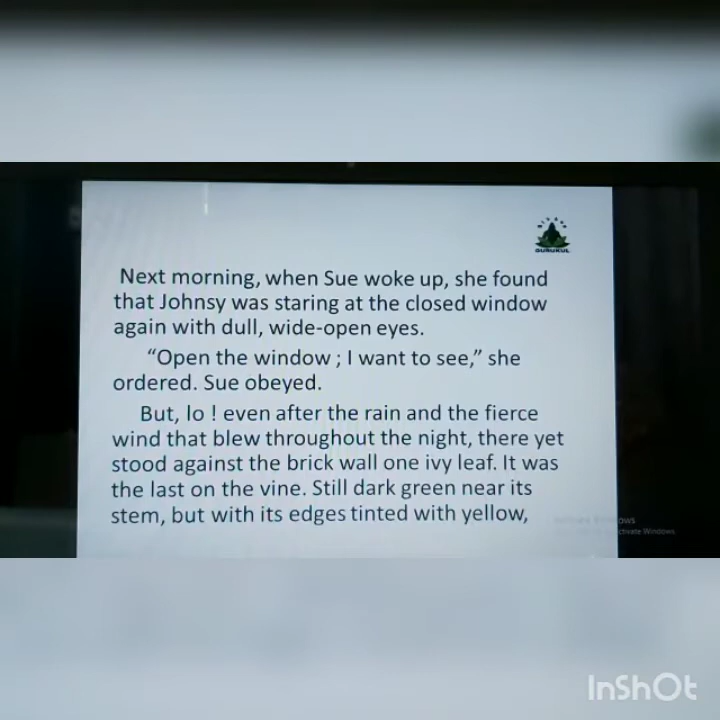 GURUKUL
Next morning, when Sue woke up, she found
that Johnsy was staring at the closed window
again with dull, wide-open eyes.
“Open the window ; I want to see,” she
ordered. Sue obeyed.
But, lo ! even after the rain and the fierce
wind that blew throughout the night, there yet
stood against the brick wall one ivy leaf. It was
the last on the vine. Still dark green near its
stem, but with its edges tinted with yellow,
Activate Windows
InShOt